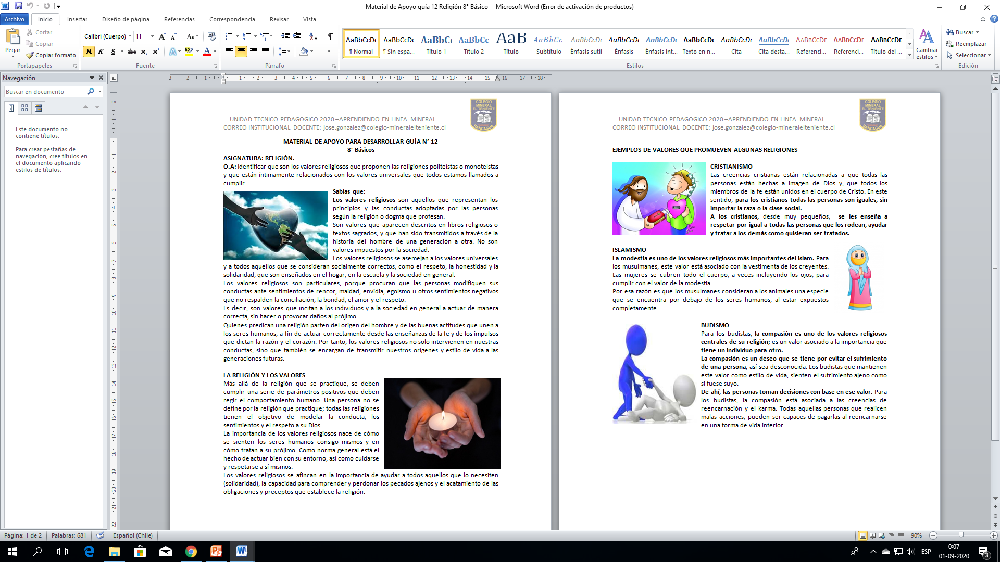 Material de Apoyo guía 12 Religión 8° Básico - Microsoft Word (Error de activación de productos)
Archivo Inicio Insertar Diseño de página Referencias Correspondencia Revisar Vista
Pegar
Cortar
Copiar
Copiar formato
Portapapeles
Calibri (Cuerpo) 11
N K S abc x₂ x² A ab A
Fuente
Párrafo
AaBbCcDc AaBbCcDc AaBbC AaBbCc AaB AaBbCc. AaBbCcDc AaBbCcDc AaBbCcDc AaBbCcDc AaBbCcDc AaBbCcDc AABBCCDE AABBCCDE AABBCCDE
¶ Normal ¶ Sin espa... Título 1 Título 2 Título Subtítulo Énfasis sutil Énfasis Énfasis int... Texto en n... Cita Cita desta... Referenci... Referenci... Título del ...
Estilos
Cambiar estilos
Buscar
Reemplazar
Seleccionar
Edición
Navegación
Buscar en documento
Este documento no
contiene títulos.
Para crear pestañas de
navegación, cree títulos en
el documento aplicando
estilos de títulos.
3 2 1 1 2 3 4 5 6 7 8 9 10 11 12 13 14 15 16 17 18
COLEGIO
MINERAL
EL TENIENTE
RANCAGUA
UNIDAD TECNICO PEDAGOGICO 2020 –APRENDIENDO EN LINEA MINERAL
CORREO INSTITUCIONAL DOCENTE: jose.gonzalez@colegio-mineralelteniente.cl
MATERIAL DE APOYO PARA DESARROLLAR GUÍA N° 12
8° Básicos
ASIGNATURA: RELIGIÓN.
O.A: Identificar que son los valores religiosos que proponen las religiones politeístas o monoteístas
y que están íntimamente relacionados con los valores universales que todos estamos llamados a
cumplir.
Sabías que:
Los valores religiosos son aquellos que representan los
principios y las conductas adoptadas por las personas
según la religión o dogma que profesan.
Son valores que aparecen descritos en libros religiosos o
textos sagrados, y que han sido transmitidos a través de la
historia del hombre de una generación a otra. No son
valores impuestos por la sociedad.
Los valores religiosos se asemejan a los valores universales
y a todos aquellos que se consideran socialmente correctos, como el respeto, la honestidad y la
solidaridad, que son enseñados en el hogar, en la escuela y la sociedad en general.
Los valores religiosos son particulares, porque procuran que las personas modifiquen sus
conductas ante sentimientos de rencor, maldad, envidia, egoísmo u otros sentimientos negativos
que no respalden la conciliación, la bondad, el amor y el respeto.
Es decir, son valores que incitan a los individuos y a la sociedad en general a actuar de manera
correcta, sin hacer o provocar daños al prójimo.
Quienes predican una religión parten del origen del hombre y de las buenas actitudes que unen a
los seres humanos, a fin de actuar correctamente desde las enseñanzas de la fe y de los impulsos
que dictan la razón y el corazón. Por tanto, los valores religiosos no solo intervienen en nuestras
conductas, sino que también se encargan de transmitir nuestros orígenes y estilo de vida a las
generaciones futuras.
LA RELIGIÓN Y LOS VALORES
Más allá de la religión que se practique, se deben
cumplir una serie de parámetros positivos que deben
regir el comportamiento humano. Una persona no se
define por la religión que practique; todas las religiones
tienen el objetivo de modelar la conducta, los
sentimientos y el respeto a su Dios.
La importancia de los valores religiosos nace de cómo
se sienten los seres humanos consigo mismos y en
cómo tratan a su prójimo. Como norma general está el
hecho de actuar bien con su entorno, así como cuidarse
y respetarse a sí mismos.
Los valores religiosos se afincan en la importancia de ayudar a todos aquellos que lo necesiten
(solidaridad), la capacidad para comprender y perdonar los pecados ajenos y el acatamiento de las
obligaciones y preceptos que establece la religión.
COLEGIO
MINERAL
EL TENIENTE
RANCAGUA
UNIDAD TECNICO PEDAGOGICO 2020 –APRENDIENDO EN LINEA MINERAL
CORREO INSTITUCIONAL DOCENTE: jose.gonzalez@colegio-mineralelteniente.cl
EJEMPLOS DE VALORES QUE PROMUEVEN ALGUNAS RELIGIONES
CRISTIANISMO
Las creencias cristianas están relacionadas a que todas las
personas están hechas a imagen de Dios y, que todos los
miembros de la fe están unidos en el cuerpo de Cristo. En este
sentido, para los cristianos todas las personas son iguales, sin
importar la raza o la clase social.
A los cristianos, desde muy pequeños, se les enseña a
respetar por igual a todas las personas que los rodean, ayudar
y tratar a los demás como quisieran ser tratados.
ISLAMISMO
La modestia es uno de los valores religiosos más importantes del islam. Para
los musulmanes, este valor está asociado con la vestimenta de los creyentes.
Las mujeres se cubren todo el cuerpo, a veces incluyendo los ojos, para
cumplir con el valor de la modestia.
Por esa razón es que los musulmanes consideran a los animales una especie
que se encuentra por debajo de los seres humanos, al estar expuestos
completamente.
BUDISMO
Para los budistas, la compasión es uno de los valores religiosos
centrales de su religión; es un valor asociado a la importancia que
tiene un individuo para otro.
La compasión es un deseo que se tiene por evitar el sufrimiento
de una persona, así sea desconocida. Los budistas que mantienen
este valor como estilo de vida, sienten el sufrimiento ajeno como
si fuese suyo.
De ahí, las personas toman decisiones con base en ese valor. Para
los budistas, la compasión está asociada a las creencias de
reencarnación y el karma. Todas aquellas personas que realicen
malas acciones, pueden ser capaces de pagarlas al reencarnarse
en una forma de vida inferior.
Página: 1 de 2 Palabras: 681 Español (Chile) 90%
ESP
0:07
01-09-2020
3